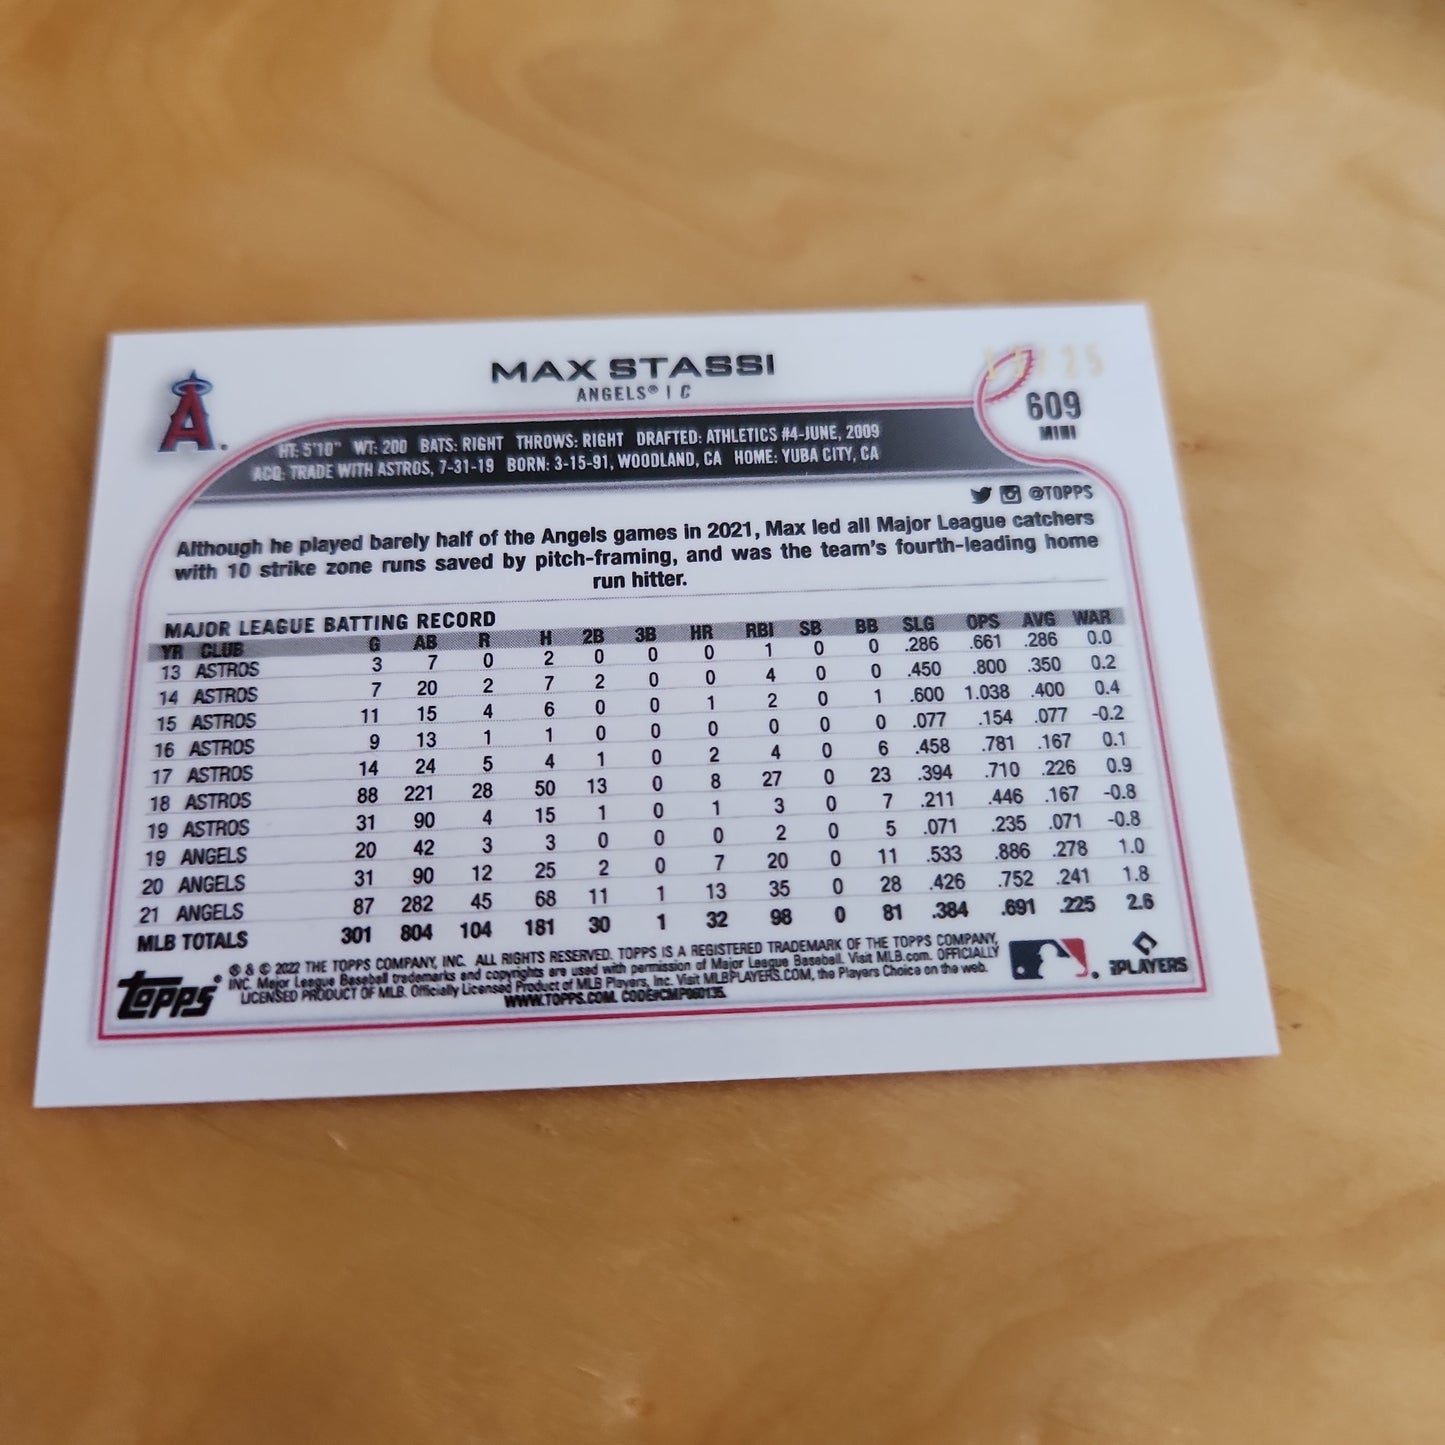 MAX STASSI
ANGELS® | C
609
MINI
HT: 5'10" WT: 200 BATS: RIGHT THROWS: RIGHT DRAFTED: ATHLETICS #4-JUNE, 2009
ACQ: TRADE WITH ASTROS, 7-31-19 BORN: 3-15-91, WOODLAND, CA HOME: YUBA CITY, CA
@TOPPS
Although he played barely half of the Angels games in 2021, Max led all Major League catchers
with 10 strike zone runs saved by pitch-framing, and was the team's fourth-leading home
run hitter.
MAJOR LEAGUE BATTING RECORD
YR CLUB G AB R H 2B 3B HR RBI SB BB SLG OPS AVG WAR
13 ASTROS 3 7 0 2 0 0 0 1 0 0 .286 .661 .286 0.0
14 ASTROS 7 20 2 7 2 0 0 4 0 0 .450 .800 .350 0.2
15 ASTROS 11 15 4 6 0 0 1 2 0 1 .600 1.038 .400 0.4
16 ASTROS 9 13 1 1 0 0 0 0 0 0 .077 .154 .077 -0.2
17 ASTROS 14 24 5 4 1 0 2 4 0 6 .458 .781 .167 0.1
18 ASTROS 88 221 28 50 13 0 8 27 0 23 .394 .710 .226 0.9
19 ASTROS 31 90 4 15 1 0 1 3 0 7 .211 .446 .167 -0.8
19 ANGELS 20 42 3 3 0 0 0 2 0 5 .071 .235 .071 -0.8
20 ANGELS 31 90 12 25 2 0 7 20 0 11 .533 .886 .278 1.0
21 ANGELS 87 282 45 68 11 1 13 35 0 28 .426 .752 .241 1.8
MLB TOTALS 301 804 104 181 30 1 32 98 0 81 .384 .691 .225 2.6
topps®
® & © 2022 THE TOPPS COMPANY, INC. ALL RIGHTS RESERVED. TOPPS IS A REGISTERED TRADEMARK OF THE TOPPS COMPANY,
INC. Major League Baseball trademarks and copyrights are used with permission of Major League Baseball. Visit MLB.com. OFFICIALLY
LICENSED PRODUCT OF MLB. Officially Licensed Product of MLB Players, Inc. Visit MLBPLAYERS.COM, the Players Choice on the web.
WWW.TOPPS.COM. CODE#CMP060135.
PLAYERS